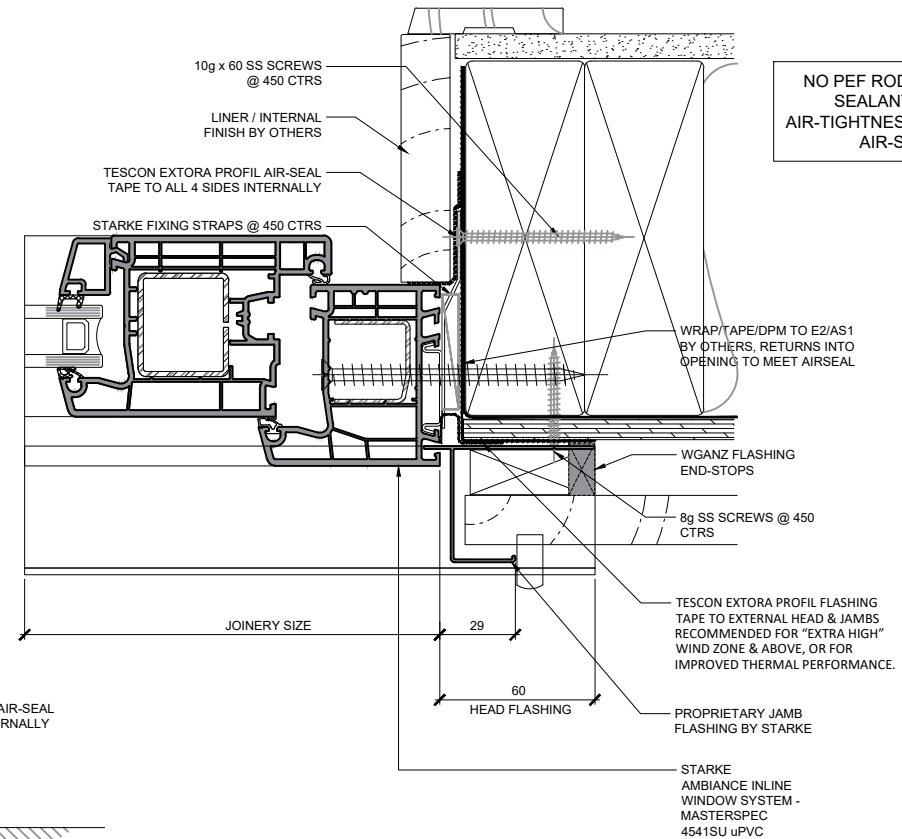 10g x 60 SS SCREWS
@ 450 CTRS
LINER / INTERNAL
FINISH BY OTHERS
TESCON EXTORA PROFIL AIR-SEAL
TAPE TO ALL 4 SIDES INTERNALLY
STARKE FIXING STRAPS @ 450 CTRS
NO PEF ROD
SEALANT
AIR-TIGHTNES
AIR-S
WRAP/TAPE/DPM TO E2/AS1
BY OTHERS, RETURNS INTO
OPENING TO MEET AIRSEAL
WGANZ FLASHING
END-STOPS
8g SS SCREWS @ 450
CTRS
TESCON EXTORA PROFIL FLASHING
TAPE TO EXTERNAL HEAD & JAMBS
RECOMMENDED FOR "EXTRA HIGH"
WIND ZONE & ABOVE, OR FOR
IMPROVED THERMAL PERFORMANCE.
JOINERY SIZE
29
60
HEAD FLASHING
PROPRIETARY JAMB
FLASHING BY STARKE
STARKE
AMBIANCE INLINE
WINDOW SYSTEM -
MASTERSPEC
4541SU uPVC
AIR-SEAL
RNALLY